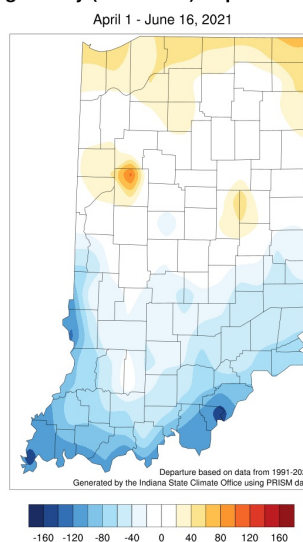 April 1 - June 16, 2021
Departure based on data from 1991-20
Generated by the Indiana State Climate Office using PRISM da
-160 -120 -80 -40 0 40 80 120 160